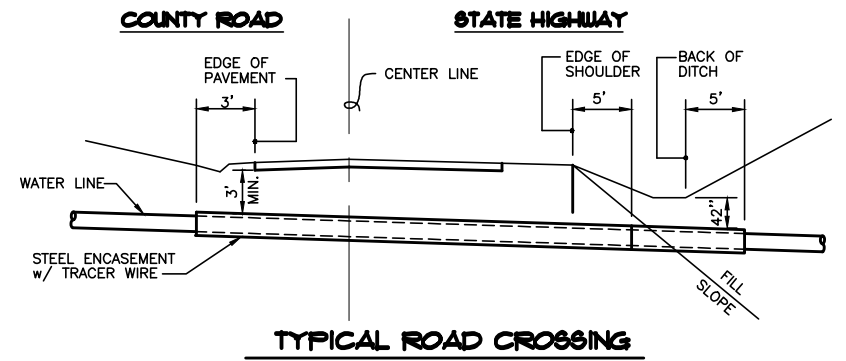 COUNTY ROAD
STATE HIGHWAY
EDGE OF
PAVEMENT
CENTER LINE
EDGE OF
SHOULDER
BACK OF
DITCH
3'
5'
5'
WATER LINE
3'
MIN.
42"
STEEL ENCASEMENT
w/ TRACER WIRE
FILL
SLOPE
TYPICAL ROAD CROSSING